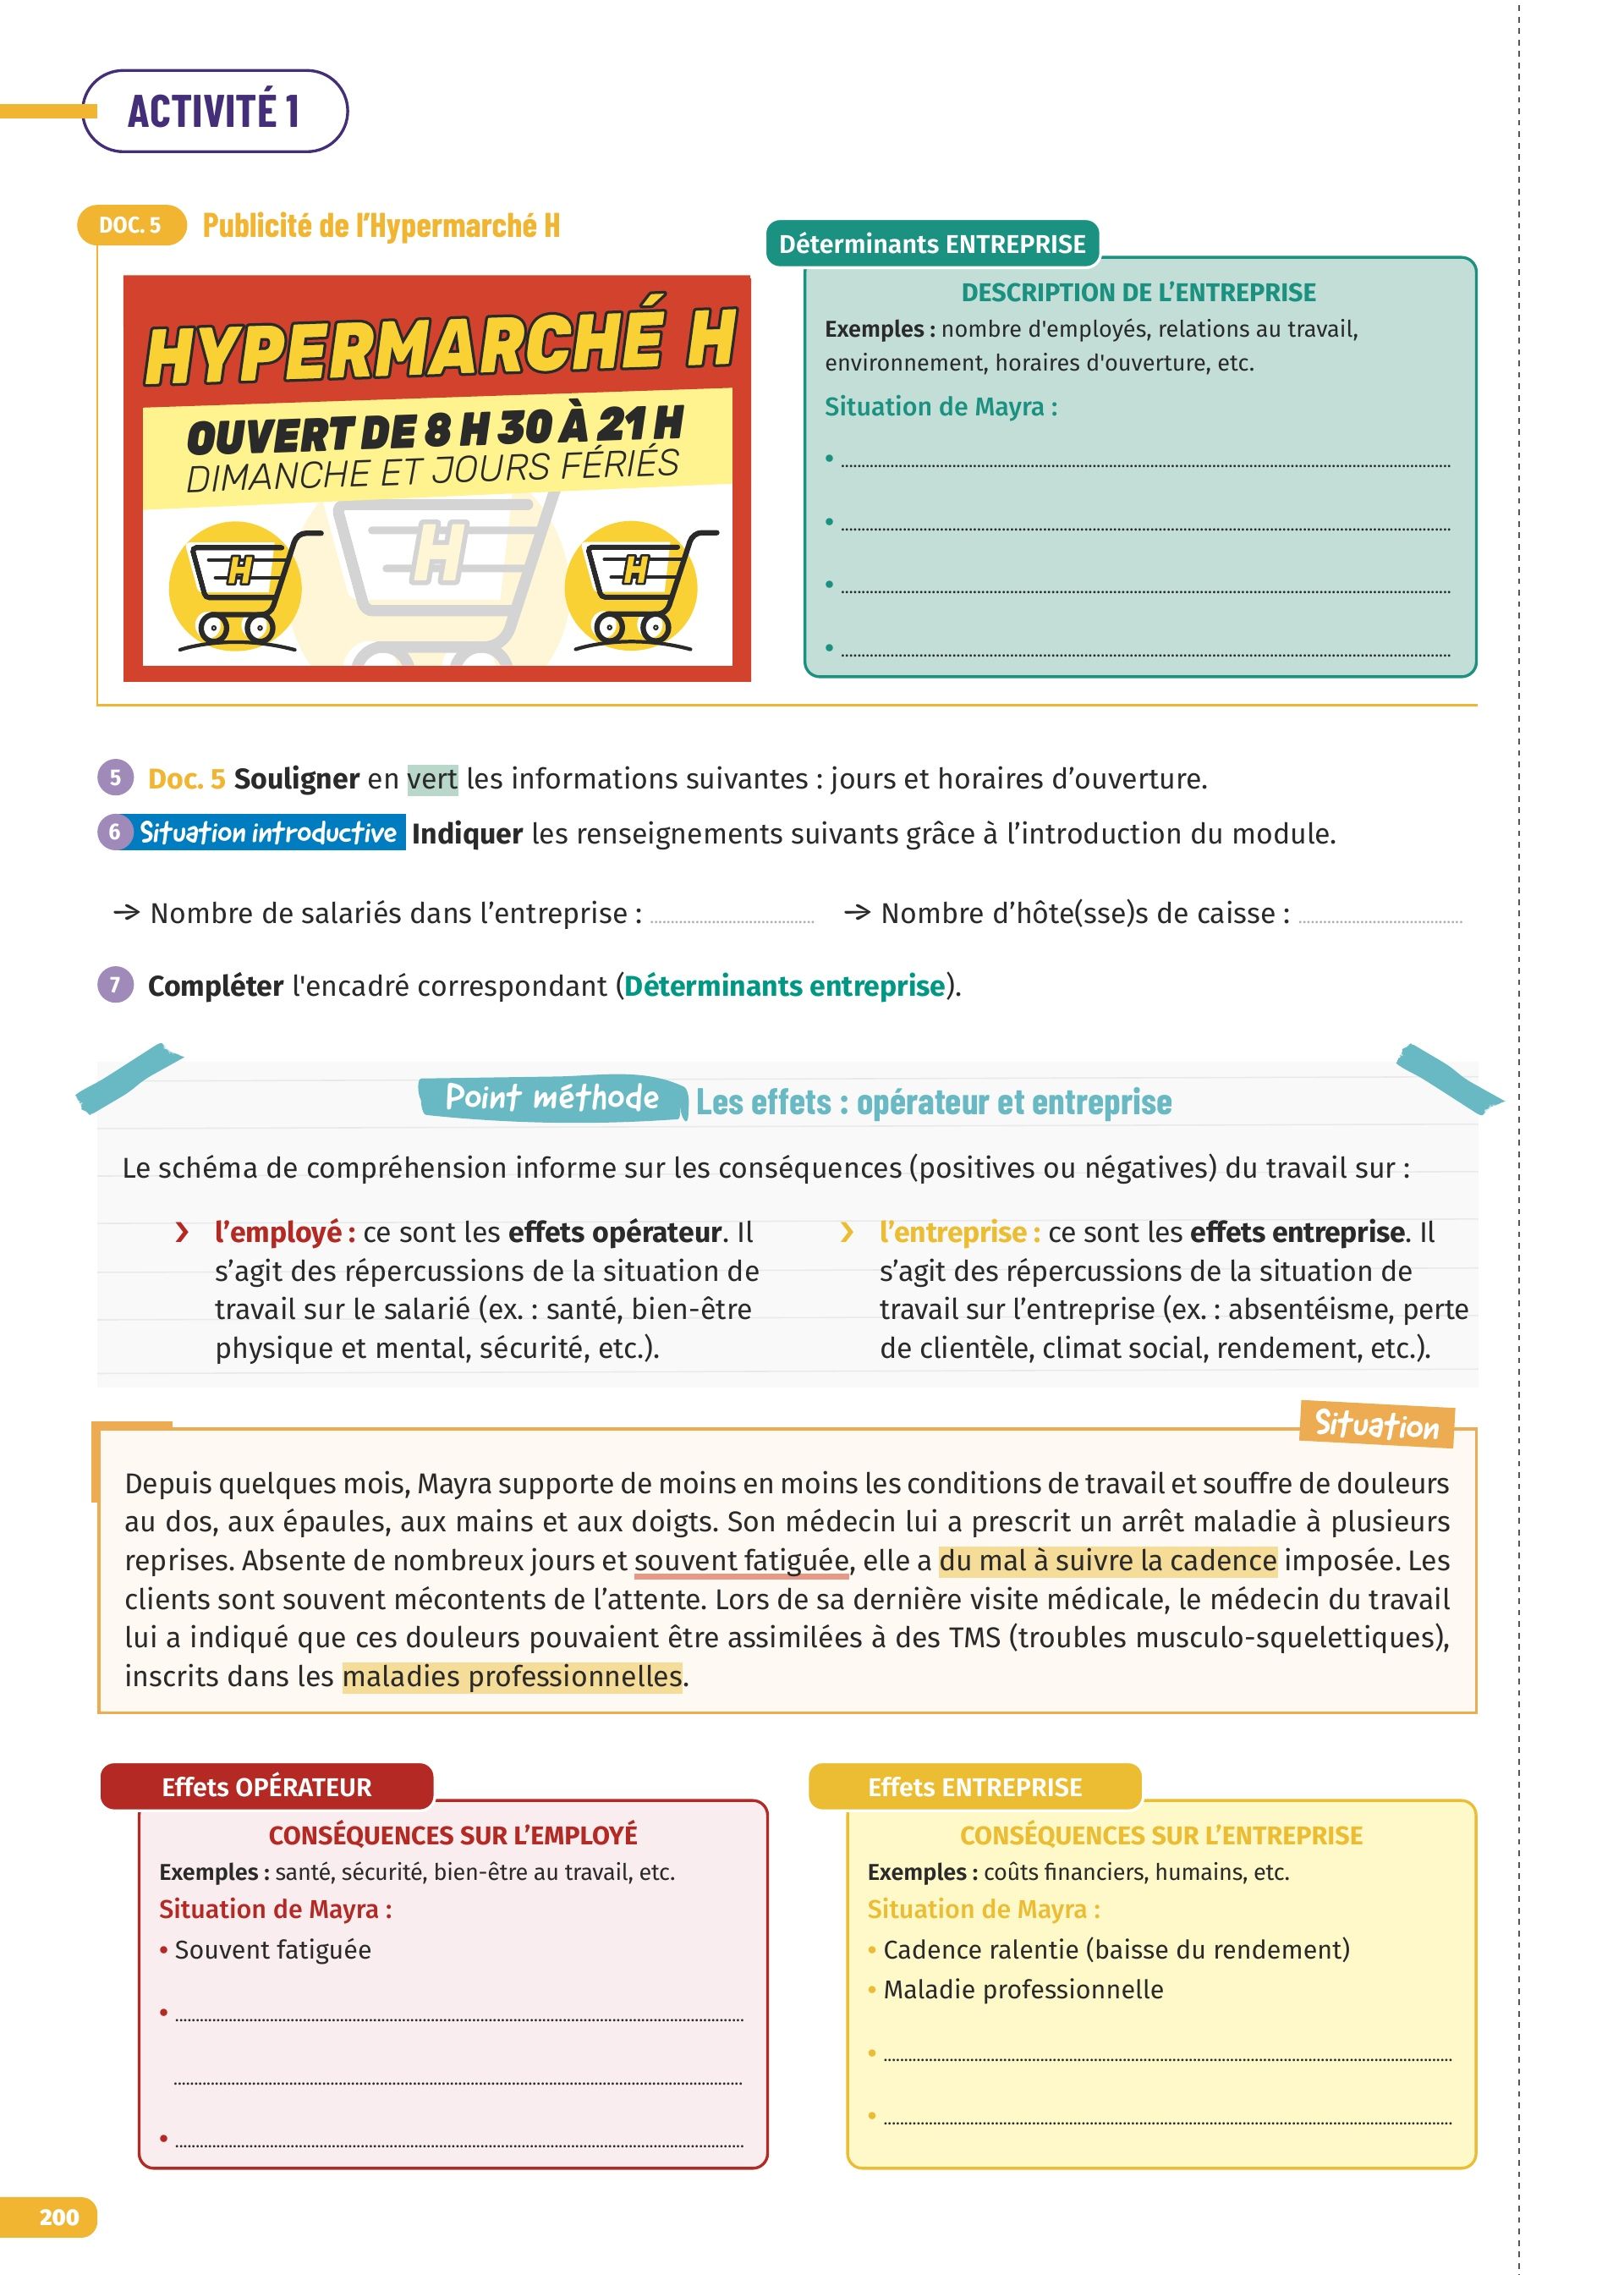 ACTIVITÉ 1
DOC. 5 Publicité de l'Hypermarché H
HYPERMARCHÉ H
OUVERT DE 8 H 30 À 21 H
DIMANCHE ET JOURS FÉRIÉS
H
H
H
Déterminants ENTREPRISE
DESCRIPTION DE L'ENTREPRISE
Exemples : nombre d'employés, relations au travail,
environnement, horaires d'ouverture, etc.
Situation de Mayra :
•
•
•
•
5 Doc. 5 Souligner en vert les informations suivantes : jours et horaires d'ouverture.
6 Situation introductive Indiquer les renseignements suivants grâce à l'introduction du module.
→ Nombre de salariés dans l'entreprise : → Nombre d'hôte(sse)s de caisse :
7 Compléter l'encadré correspondant (Déterminants entreprise).
Point méthode Les effets : opérateur et entreprise
Le schéma de compréhension informe sur les conséquences (positives ou négatives) du travail sur :
› l'employé : ce sont les effets opérateur. Il
s'agit des répercussions de la situation de
travail sur le salarié (ex. : santé, bien-être
physique et mental, sécurité, etc.).
› l'entreprise : ce sont les effets entreprise. Il
s'agit des répercussions de la situation de
travail sur l'entreprise (ex. : absentéisme, perte
de clientèle, climat social, rendement, etc.).
Situation
Depuis quelques mois, Mayra supporte de moins en moins les conditions de travail et souffre de douleurs
au dos, aux épaules, aux mains et aux doigts. Son médecin lui a prescrit un arrêt maladie à plusieurs
reprises. Absente de nombreux jours et souvent fatiguée, elle a du mal à suivre la cadence imposée. Les
clients sont souvent mécontents de l'attente. Lors de sa dernière visite médicale, le médecin du travail
lui a indiqué que ces douleurs pouvaient être assimilées à des TMS (troubles musculo-squelettiques),
inscrits dans les maladies professionnelles.
Effets OPÉRATEUR
CONSÉQUENCES SUR L'EMPLOYÉ
Exemples : santé, sécurité, bien-être au travail, etc.
Situation de Mayra :
• Souvent fatiguée
•
•
Effets ENTREPRISE
CONSÉQUENCES SUR L'ENTREPRISE
Exemples : coûts financiers, humains, etc.
Situation de Mayra :
• Cadence ralentie (baisse du rendement)
• Maladie professionnelle
•
•
200